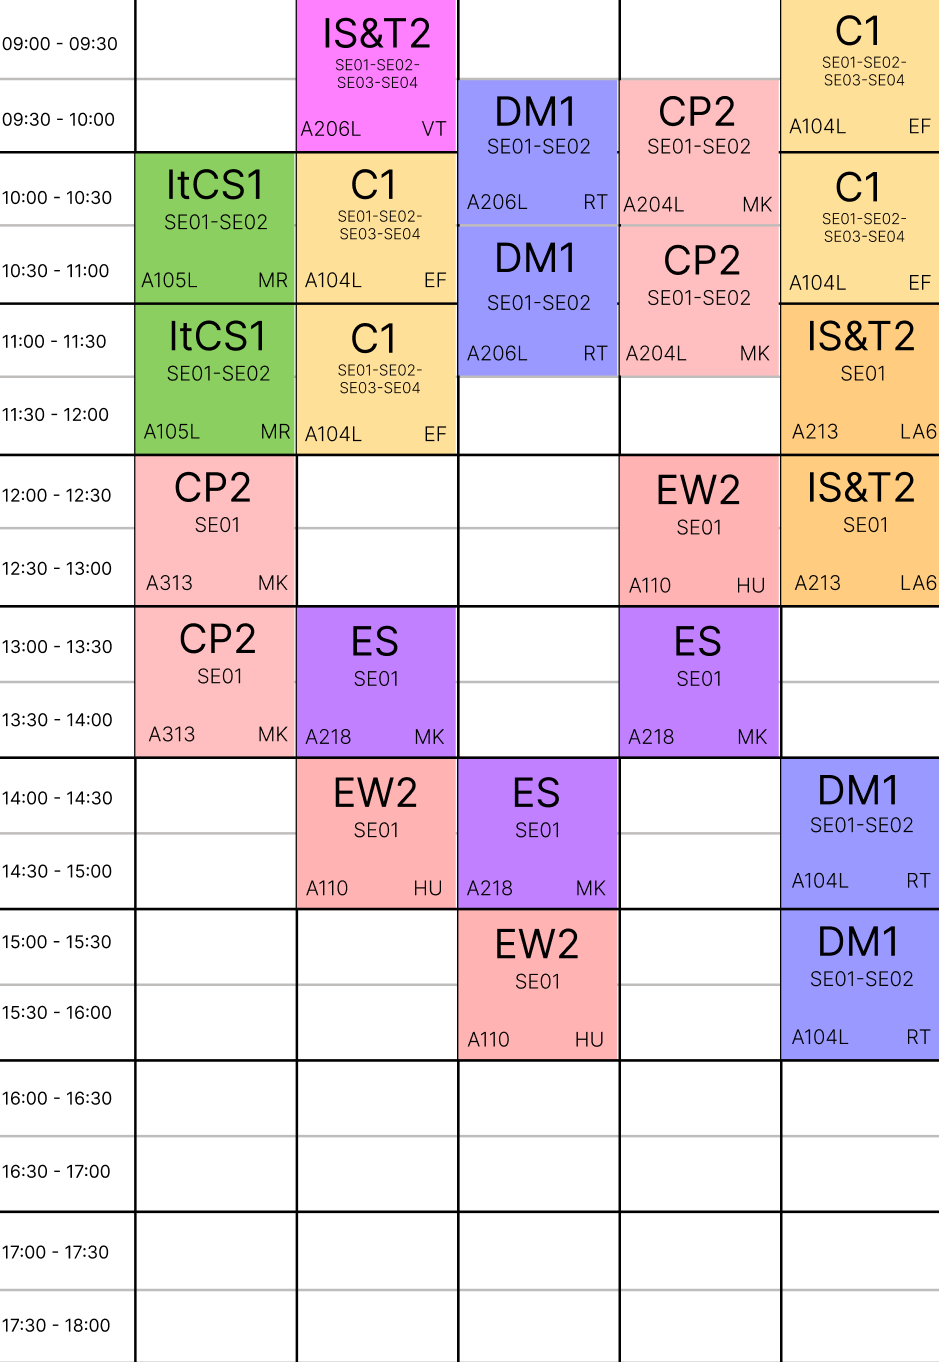 09:00 - 09:30
IS&T2
SE01-SE02-
SE03-SE04
A206L VT
C1
SE01-SE02-
SE03-SE04
A104L EF
09:30 - 10:00
DM1
SE01-SE02
A206L RT
CP2
SE01-SE02
A204L MK
10:00 - 10:30
ItCS1
SE01-SE02
A105L MR
C1
SE01-SE02-
SE03-SE04
A104L EF
C1
SE01-SE02-
SE03-SE04
A104L EF
10:30 - 11:00
DM1
SE01-SE02
A206L RT
CP2
SE01-SE02
A204L MK
11:00 - 11:30
ItCS1
SE01-SE02
A105L MR
C1
SE01-SE02-
SE03-SE04
A104L EF
IS&T2
SE01
A213 LA6
11:30 - 12:00
12:00 - 12:30
CP2
SE01
A313 MK
EW2
SE01
A110 HU
IS&T2
SE01
A213 LA6
12:30 - 13:00
13:00 - 13:30
CP2
SE01
A313 MK
ES
SE01
A218 MK
ES
SE01
A218 MK
13:30 - 14:00
14:00 - 14:30
EW2
SE01
A110 HU
ES
SE01
A218 MK
DM1
SE01-SE02
A104L RT
14:30 - 15:00
15:00 - 15:30
EW2
SE01
A110 HU
DM1
SE01-SE02
A104L RT
15:30 - 16:00
16:00 - 16:30
16:30 - 17:00
17:00 - 17:30
17:30 - 18:00